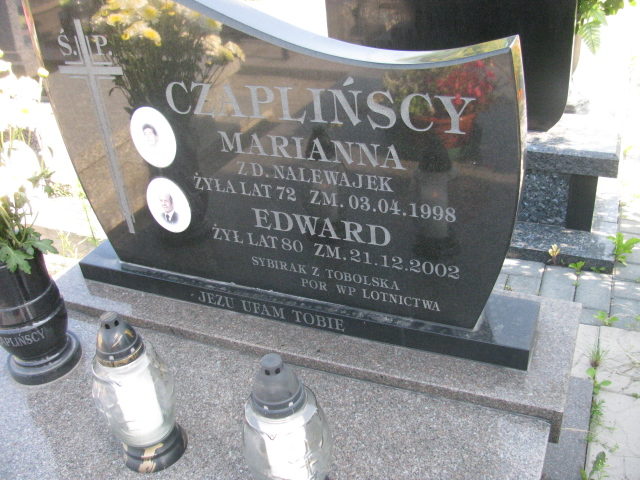 Ś. P.
CZAPLIŃSCY
MARIANNA
Z D. NALEWAJEK
ŻYŁA LAT 72 ZM. 03.04.1998
EDWARD
ŻYŁ LAT 80 ZM. 21.12.2002
SYBIRAK Z TOBOLSKA
POR WP LOTNICTWA
JEZU UFAM TOBIE
CZAPLIŃSCY